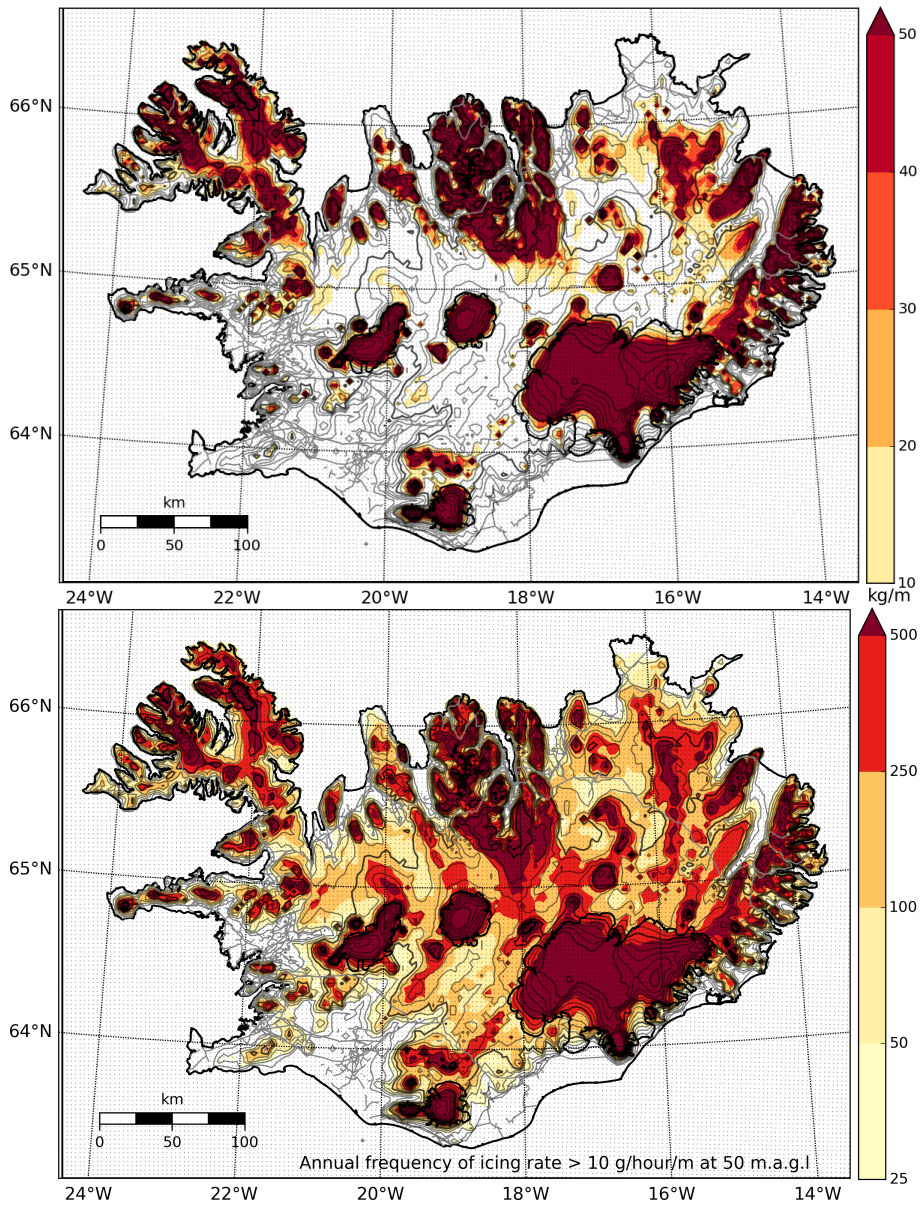 50
66°N
40
30
65°N
20
64°N
km
0 50 100
10
24°W 22°W 20°W 18°W 16°W 14°W
kg/m
500
66°N
250
65°N
100
50
64°N
km
0 50 100
Annual frequency of icing rate > 10 g/hour/m at 50 m.a.g.l
25
24°W 22°W 20°W 18°W 16°W 14°W